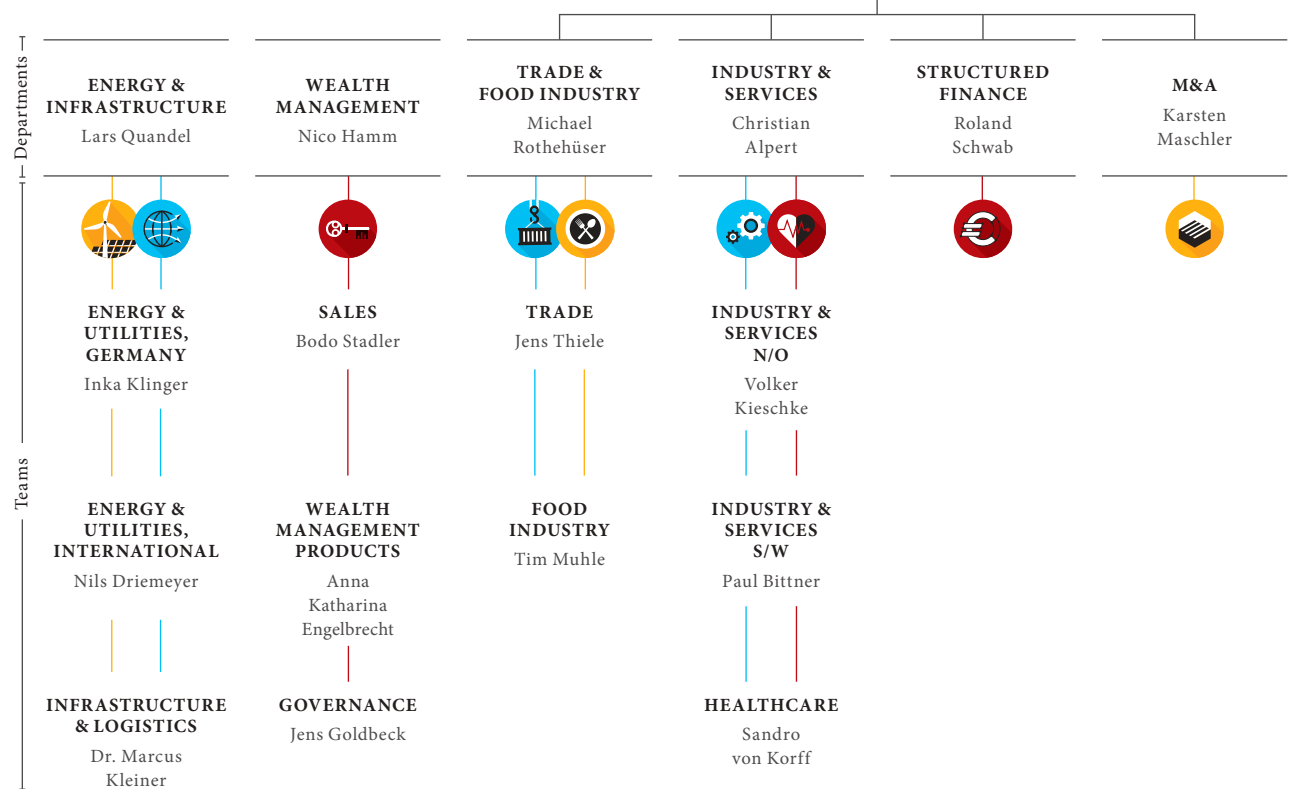 Departments
ENERGY &
INFRASTRUCTURE
Lars Quandel
WEALTH
MANAGEMENT
Nico Hamm
TRADE &
FOOD INDUSTRY
Michael
Rothehüser
INDUSTRY &
SERVICES
Christian
Alpert
STRUCTURED
FINANCE
Roland
Schwab
M&A
Karsten
Maschler
Teams
ENERGY &
UTILITIES,
GERMANY
Inka Klinger
SALES
Bodo Stadler
TRADE
Jens Thiele
INDUSTRY &
SERVICES
N/O
Volker
Kieschke
ENERGY &
UTILITIES,
INTERNATIONAL
Nils Driemeyer
WEALTH
MANAGEMENT
PRODUCTS
Anna
Katharina
Engelbrecht
FOOD
INDUSTRY
Tim Muhle
INDUSTRY &
SERVICES
S/W
Paul Bittner
INFRASTRUCTURE
& LOGISTICS
Dr. Marcus
Kleiner
GOVERNANCE
Jens Goldbeck
HEALTHCARE
Sandro
von Korff